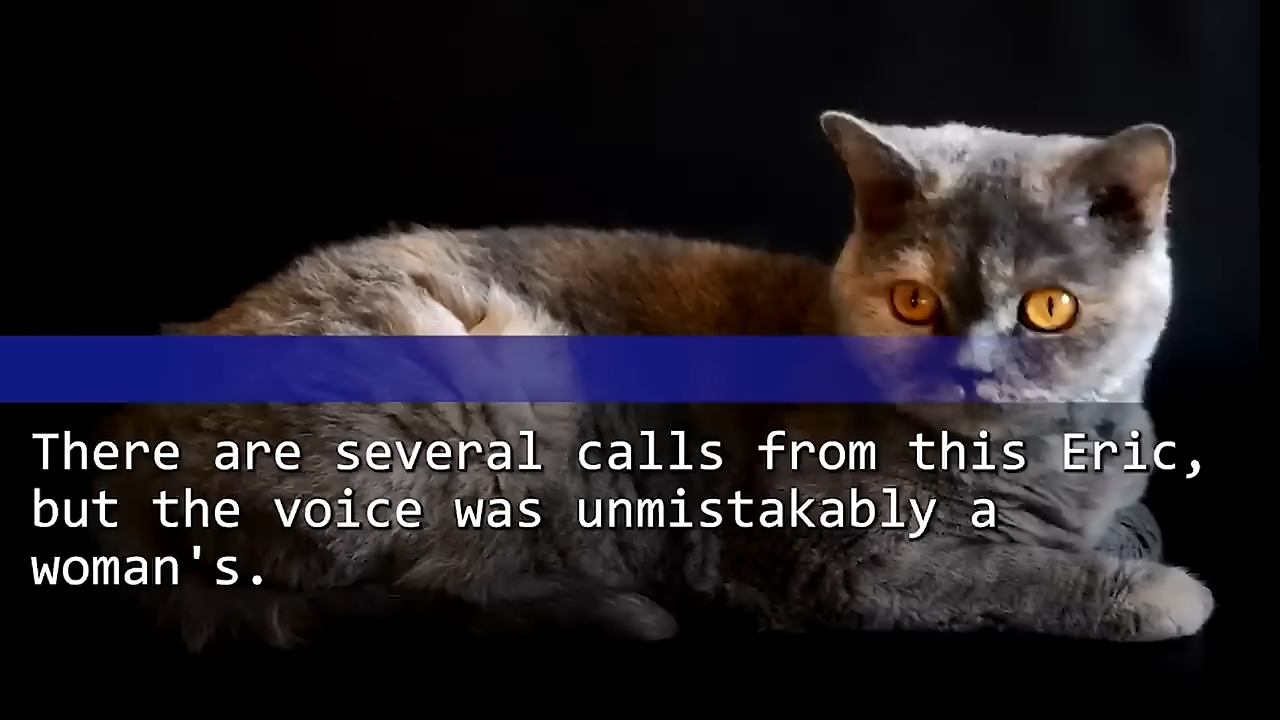 There are several calls from this Eric,
but the voice was unmistakably a
woman's.